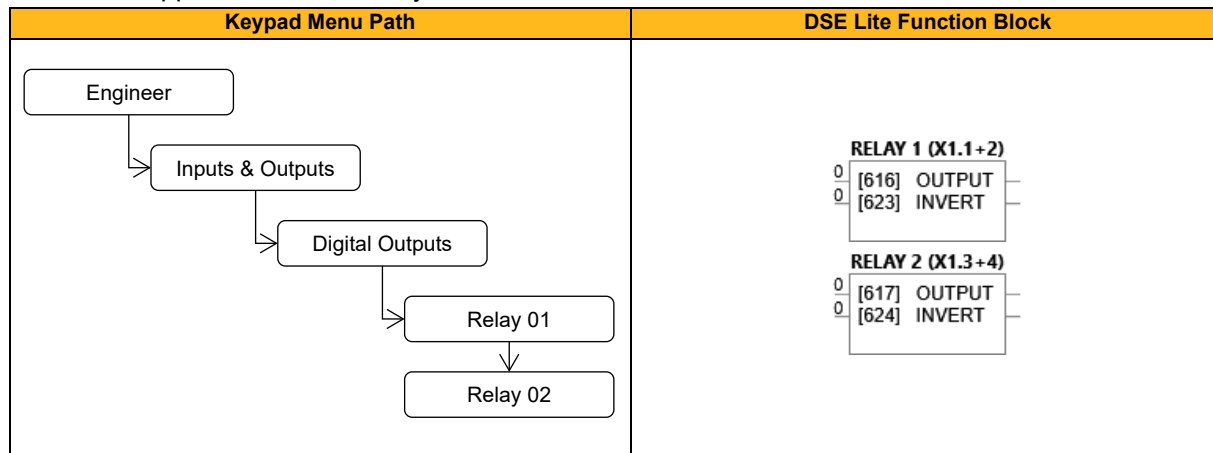 Keypad Menu Path
DSE Lite Function Block
Engineer
Inputs & Outputs
Digital Outputs
Relay 01
Relay 02
RELAY 1 (X1.1+2)
0 [616] OUTPUT
0 [623] INVERT
RELAY 2 (X1.3+4)
0 [617] OUTPUT
0 [624] INVERT